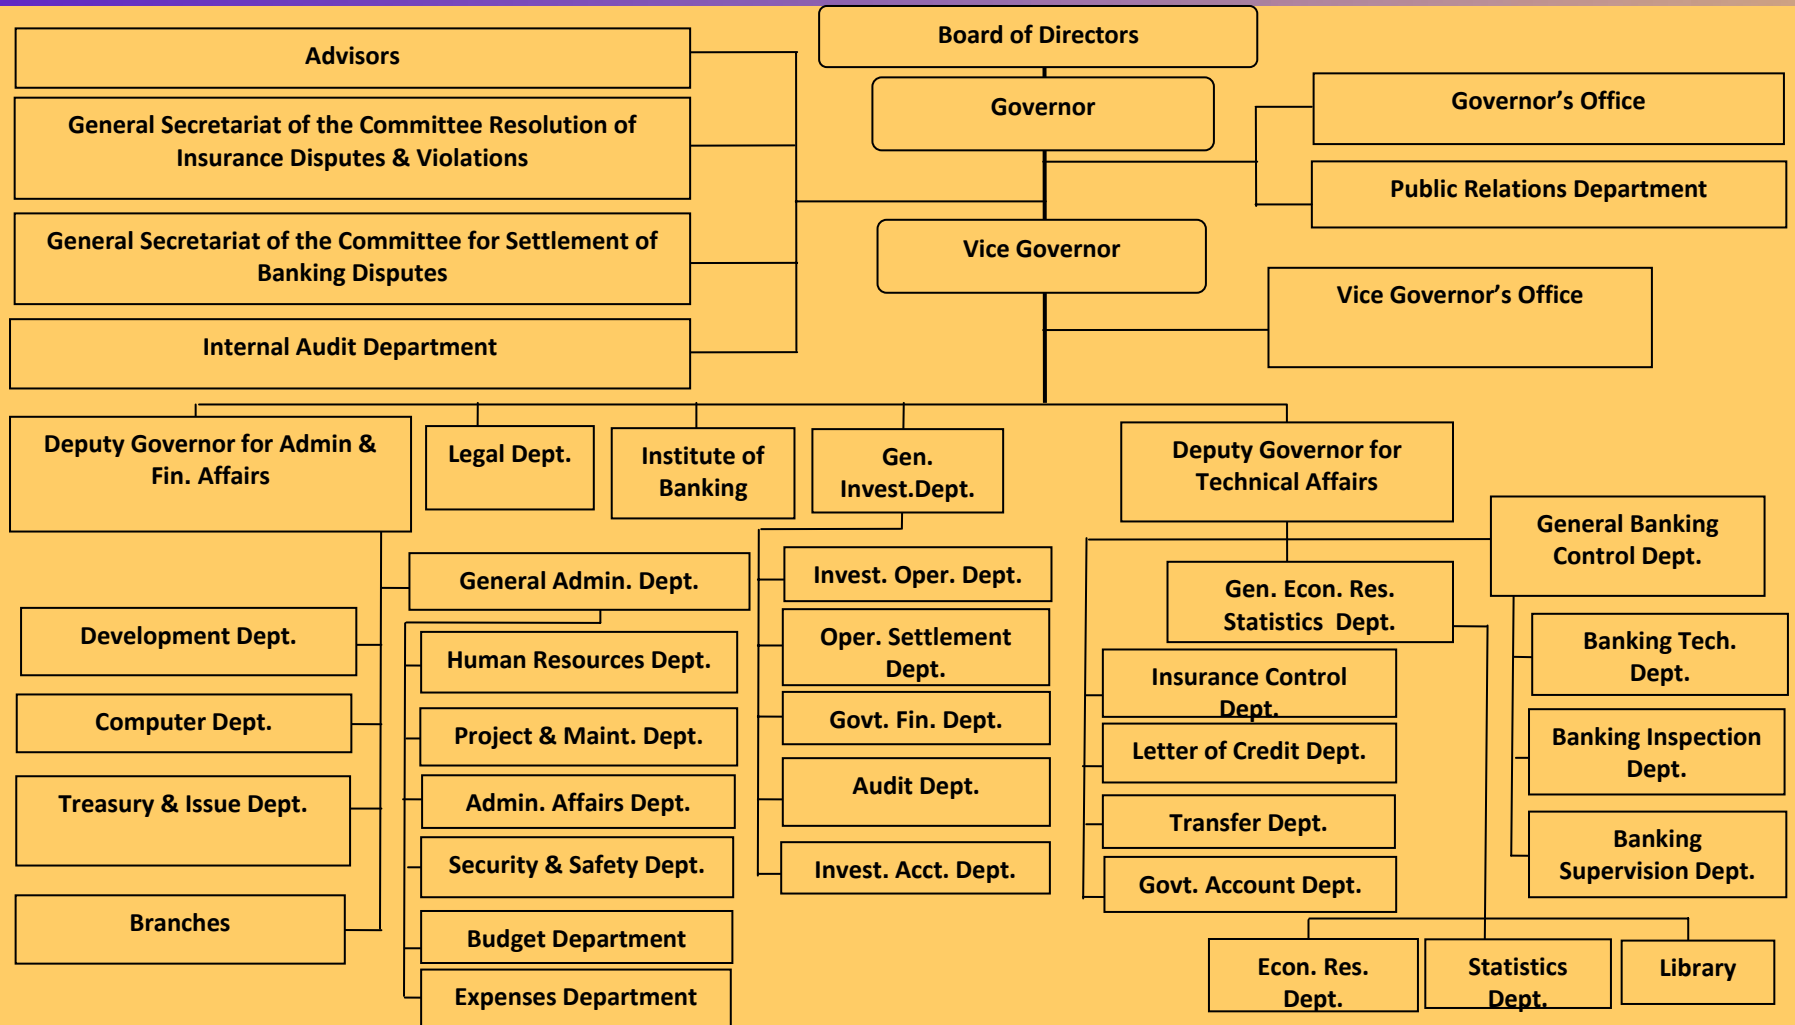 Board of Directors
Advisors
Governor
Governor’s Office
General Secretariat of the Committee Resolution of
Insurance Disputes & Violations
Public Relations Department
General Secretariat of the Committee for Settlement of
Banking Disputes
Vice Governor
Vice Governor’s Office
Internal Audit Department
Deputy Governor for Admin &
Fin. Affairs
Legal Dept.
Institute of
Banking
Gen.
Invest.Dept.
Deputy Governor for
Technical Affairs
General Banking
Control Dept.
General Admin. Dept.
Development Dept.
Computer Dept.
Treasury & Issue Dept.
Branches
Human Resources Dept.
Project & Maint. Dept.
Admin. Affairs Dept.
Security & Safety Dept.
Budget Department
Expenses Department
Invest. Oper. Dept.
Oper. Settlement
Dept.
Govt. Fin. Dept.
Audit Dept.
Invest. Acct. Dept.
Gen. Econ. Res.
Statistics Dept.
Insurance Control
Dept.
Letter of Credit Dept.
Transfer Dept.
Govt. Account Dept.
Banking Tech.
Dept.
Banking Inspection
Dept.
Banking
Supervision Dept.
Econ. Res.
Dept.
Statistics
Dept.
Library